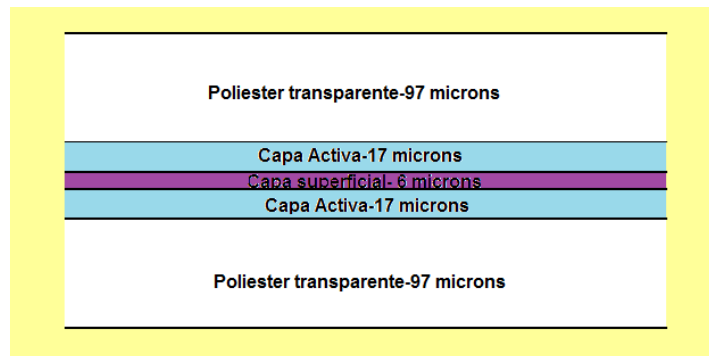 Poliester transparente-97 microns
Capa Activa-17 microns
Capa superficial- 6 microns
Capa Activa-17 microns
Poliester transparente-97 microns